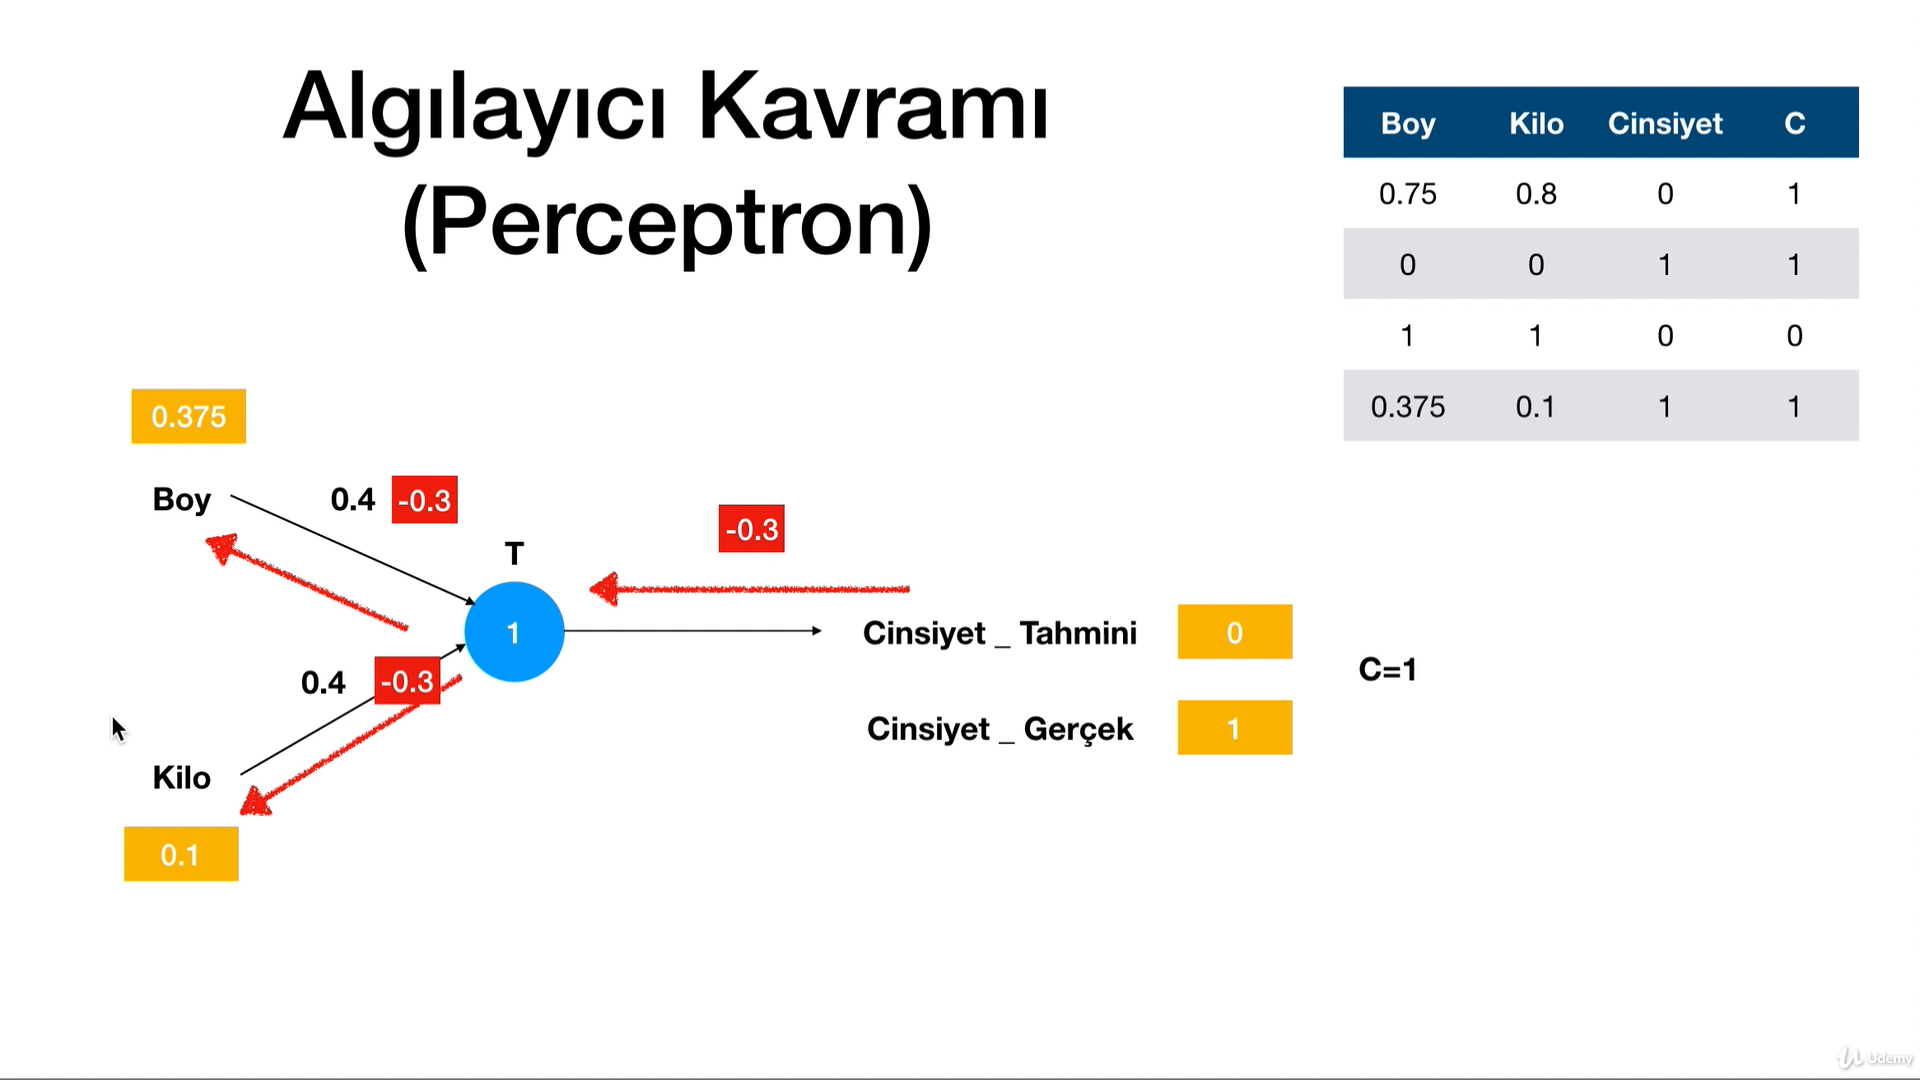 Algılayıcı Kavramı
(Perceptron)
Boy Kilo Cinsiyet C
0.75 0.8 0 1
0 0 1 1
1 1 0 0
0.375 0.1 1 1
0.375
Boy
0.4 -0.3
-0.3
T
1
Cinsiyet _ Tahmini 0
C=1
0.4 -0.3
Cinsiyet _ Gerçek 1
Kilo
0.1
Udemy